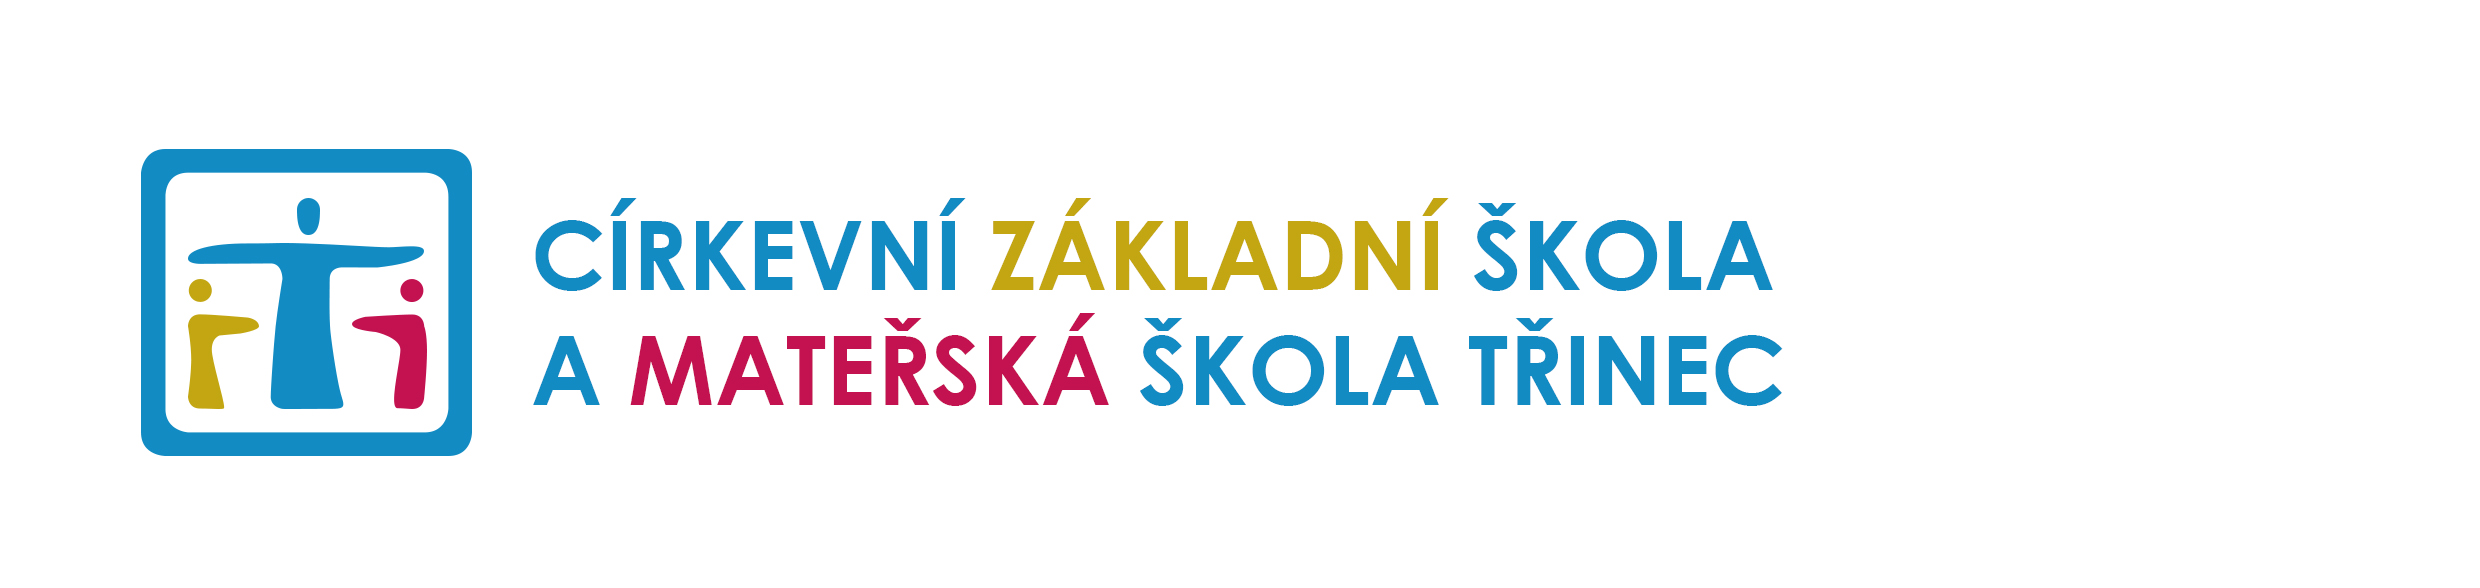 CÍRKEVNÍ ZÁKLADNÍ ŠKOLA
A MATEŘSKÁ ŠKOLA TŘINEC